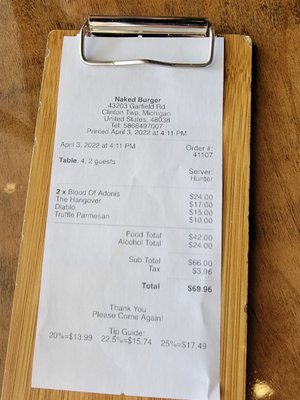 Naked Burger
43203 Garfield Rd
Clinton Twp, Michigan
United States, 48038
Tel: 5866497007
Printed April 3, 2022 at 4:11 PM
April 3, 2022 at 4:11 PM Order #: 41107
Table: 4, 2 guests
Server: Hunter
2 x Blood Of Adonis $24.00
The Hangover $17.00
Diablo $15.00
Truffle Parmesan $10.00
Food Total $42.00
Alcohol Total $24.00
Sub Total $66.00
Tax $3.96
Total $69.96
Thank You
Please Come Again!
Tip Guide:
20%=$13.99 22.5%=$15.74 25%=$17.49